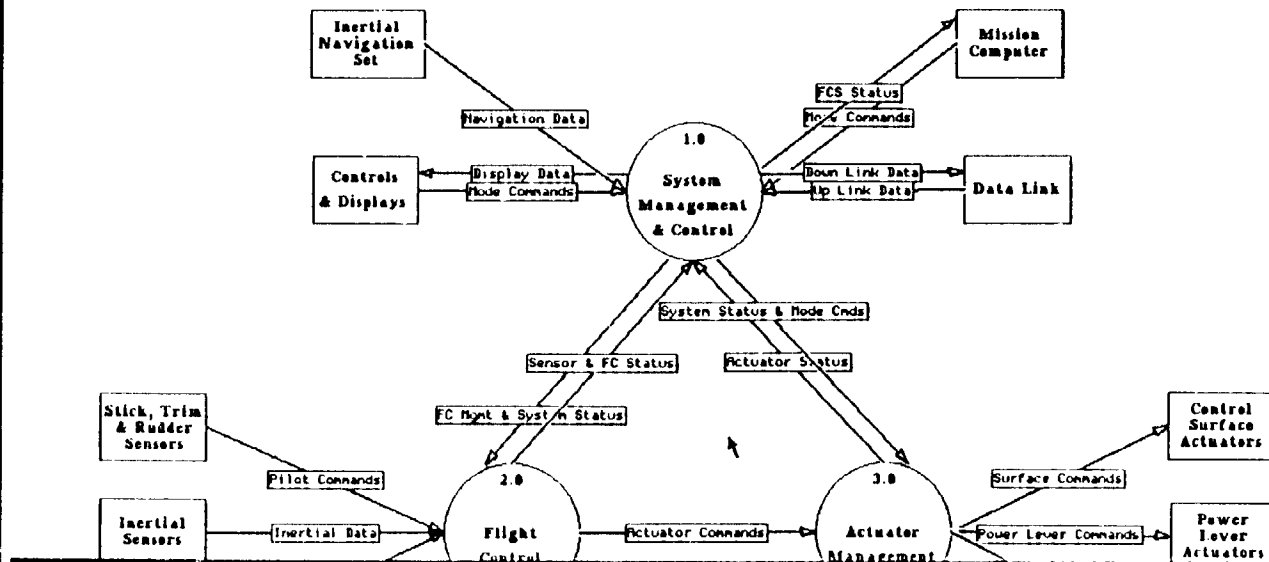 Inertial
Navigation
Set
Mission
Computer
FCS Status
Commands
Navigation Data
1.0
System
Management
& Control
Controls
& Displays
Display Data
Mode Commands
Down Link Data
Up Link Data
Data Link
System Status & Mode Cmds
Sensor & FC Status
Actuator Status
FC Mgmt & System Status
Stick, Trim
& Rudder
Sensors
Control
Surface
Actuators
Pilot Commands
2.0
3.0
Surface Commands
Inertial
Sensors
Inertial Data
Flight
Control
Actuator Commands
Actuator
Management
Power Lever Commands
Power
Lever
Actuators